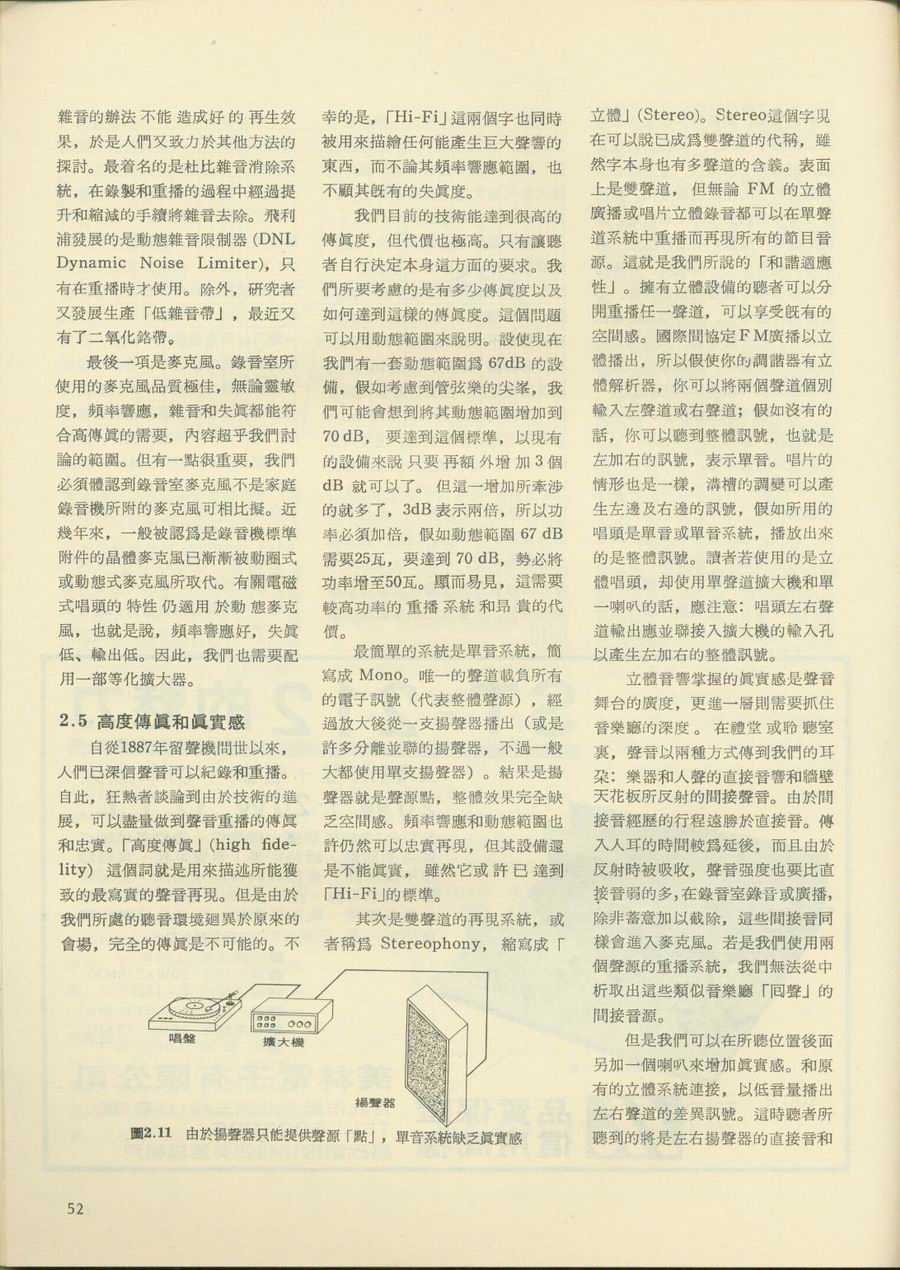 雜音的辦法不能造成好的再生效
果，於是人們又致力於其他方法的
探討。最着名的是杜比雜音消除系
統，在錄製和重播的過程中經過提
升和縮減的手續將雜音去除。飛利
浦發展的是動態雜音限制器 (DNL
Dynamic Noise Limiter)，只
有在重播時才使用。除外，研究者
又發展生產「低雜音帶」，最近又
有了二氧化鉻帶。
最後一項是麥克風。錄音室所
使用的麥克風品質極佳，無論靈敏
度，頻率響應，雜音和失眞都能符
合高傳眞的需要，內容超乎我們討
論的範圍。但有一點很重要，我們
必須體認到錄音室麥克風不是家庭
錄音機所附的麥克風可相比擬。近
幾年來，一般被認爲是錄音機標準
附件的晶體麥克風已漸漸被動圈式
或動態式麥克風所取代。有關電磁
式唱頭的特性仍適用於動態麥克
風，也就是說，頻率響應好，失眞
低、輸出低。因此，我們也需要配
用一部等化擴大器。
2.5 高度傳眞和眞實感
自從1887年留聲機問世以來，
人們已深信聲音可以紀錄和重播。
自此，狂熱者談論到由於技術的進
展，可以盡量做到聲音重播的傳眞
和忠實。「高度傳眞」(high fide-
lity) 這個詞就是用來描述所能獲
致的最寫實的聲音再現。但是由於
我們所處的聽音環境廻異於原來的
會場，完全的傳眞是不可能的。不
幸的是，「Hi-Fi」這兩個字也同時
被用來描繪任何能產生巨大聲響的
東西，而不論其頻率響應範圍，也
不顧其旣有的失眞度。
我們目前的技術能達到很高的
傳眞度，但代價也極高。只有讓聽
者自行決定本身這方面的要求。我
們所要考慮的是有多少傳眞度以及
如何達到這樣的傳眞度。這個問題
可以用動態範圍來說明。設使現在
我們有一套動態範圍爲 67dB 的設
備，假如考慮到管弦樂的尖峯，我
們可能會想到將其動態範圍增加到
70 dB， 要達到這個標準，以現有
的設備來說只要再額外增加 3 個
dB 就可以了。但這一增加所牽涉
的就多了，3dB 表示兩倍，所以功
率必須加倍，假如動態範圍 67 dB
需要25瓦，要達到 70 dB，勢必將
功率增至50瓦。顯而易見，這需要
較高功率的重播系統和昂貴的代
價。
最簡單的系統是單音系統，簡
寫成 Mono。唯一的聲道載負所有
的電子訊號（代表整體聲源），經
過放大後從一支揚聲器播出（或是
許多分離並聯的揚聲器，不過一般
大都使用單支揚聲器）。結果是揚
聲器就是聲源點，整體效果完全缺
乏空間感。頻率響應和動態範圍也
許仍然可以忠實再現，但其設備還
是不能眞實，雖然它或許已達到
「Hi-Fi」的標準。
其次是雙聲道的再現系統，或
者稱爲 Stereophony，縮寫成「
立體」(Stereo)。Stereo這個字現
在可以說已成爲雙聲道的代稱，雖
然字本身也有多聲道的含義。表面
上是雙聲道，但無論 FM 的立體
廣播或唱片立體錄音都可以在單聲
道系統中重播而再現所有的節目音
源。這就是我們所說的「和諧適應
性」。擁有立體設備的聽者可以分
開重播任一聲道，可以享受旣有的
空間感。國際間協定ＦＭ廣播以立
體播出，所以假使你的調諧器有立
體解析器，你可以將兩個聲道個別
輸入左聲道或右聲道；假如沒有的
話，你可以聽到整體訊號，也就是
左加右的訊號，表示單音。唱片的
情形也是一樣，溝槽的調變可以產
生左邊及右邊的訊號，假如所用的
唱頭是單音或單音系統，播放出來
的是整體訊號。讀者若使用的是立
體唱頭，却使用單聲道擴大機和單
一喇叭的話，應注意：唱頭左右聲
道輸出應並聯接入擴大機的輸入孔
以產生左加右的整體訊號。
立體音響掌握的眞實感是聲音
舞台的廣度，更進一層則需要抓住
音樂廳的深度。在禮堂或聆聽室
裏，聲音以兩種方式傳到我們的耳
朶：樂器和人聲的直接音響和牆壁
天花板所反射的間接聲音。由於間
接音經歷的行程遠勝於直接音。傳
入人耳的時間較爲延後，而且由於
反射時被吸收，聲音强度也要比直
接音弱的多，在錄音室錄音或廣播，
除非蓄意加以截除，這些間接音同
樣會進入麥克風。若是我們使用兩
個聲源的重播系統，我們無法從中
析取出這些類似音樂廳「回聲」的
間接音源。
但是我們可以在所聽位置後面
另加一個喇叭來增加眞實感。和原
有的立體系統連接，以低音量播出
左右聲道的差異訊號。這時聽者所
聽到的將是左右揚聲器的直接音和
唱盤
擴大機
揚聲器
圖2.11 由於揚聲器只能提供聲源「點」，單音系統缺乏眞實感
52